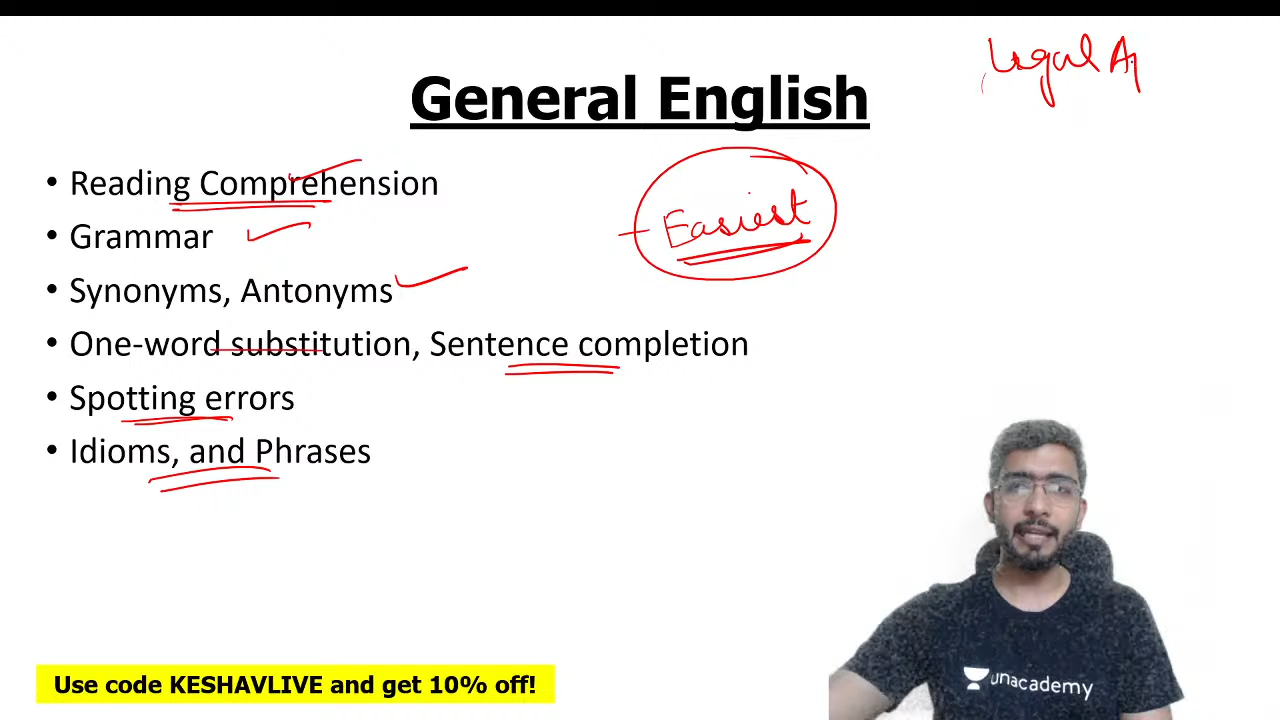 Legal A
General English
• Reading Comprehension
• Grammar
• Synonyms, Antonyms
• One-word substitution, Sentence completion
• Spotting errors
• Idioms, and Phrases
Easiest
unacademy
Use code KESHAVLIVE and get 10% off!